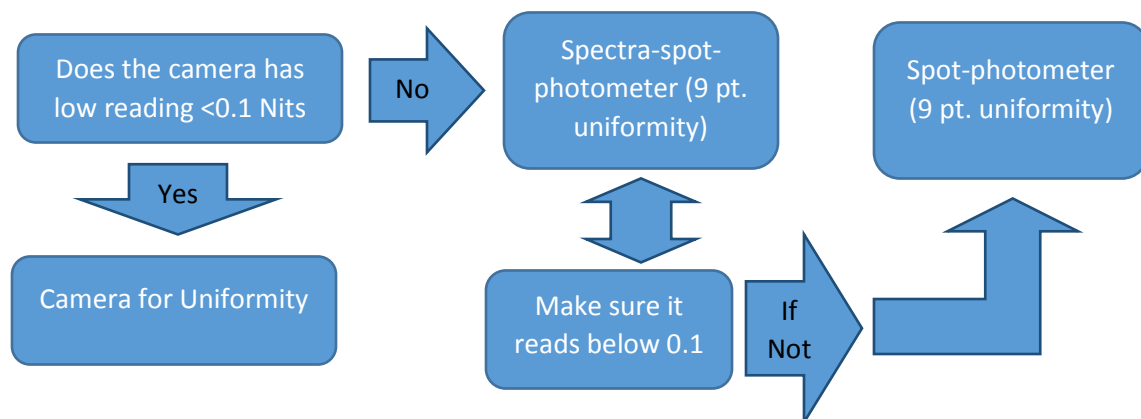 Does the camera has
low reading <0.1 Nits
No
Spectra-spot-
photometer (9 pt.
uniformity)
Spot-photometer
(9 pt. uniformity)
Yes
Camera for Uniformity
Make sure it
reads below 0.1
If
Not